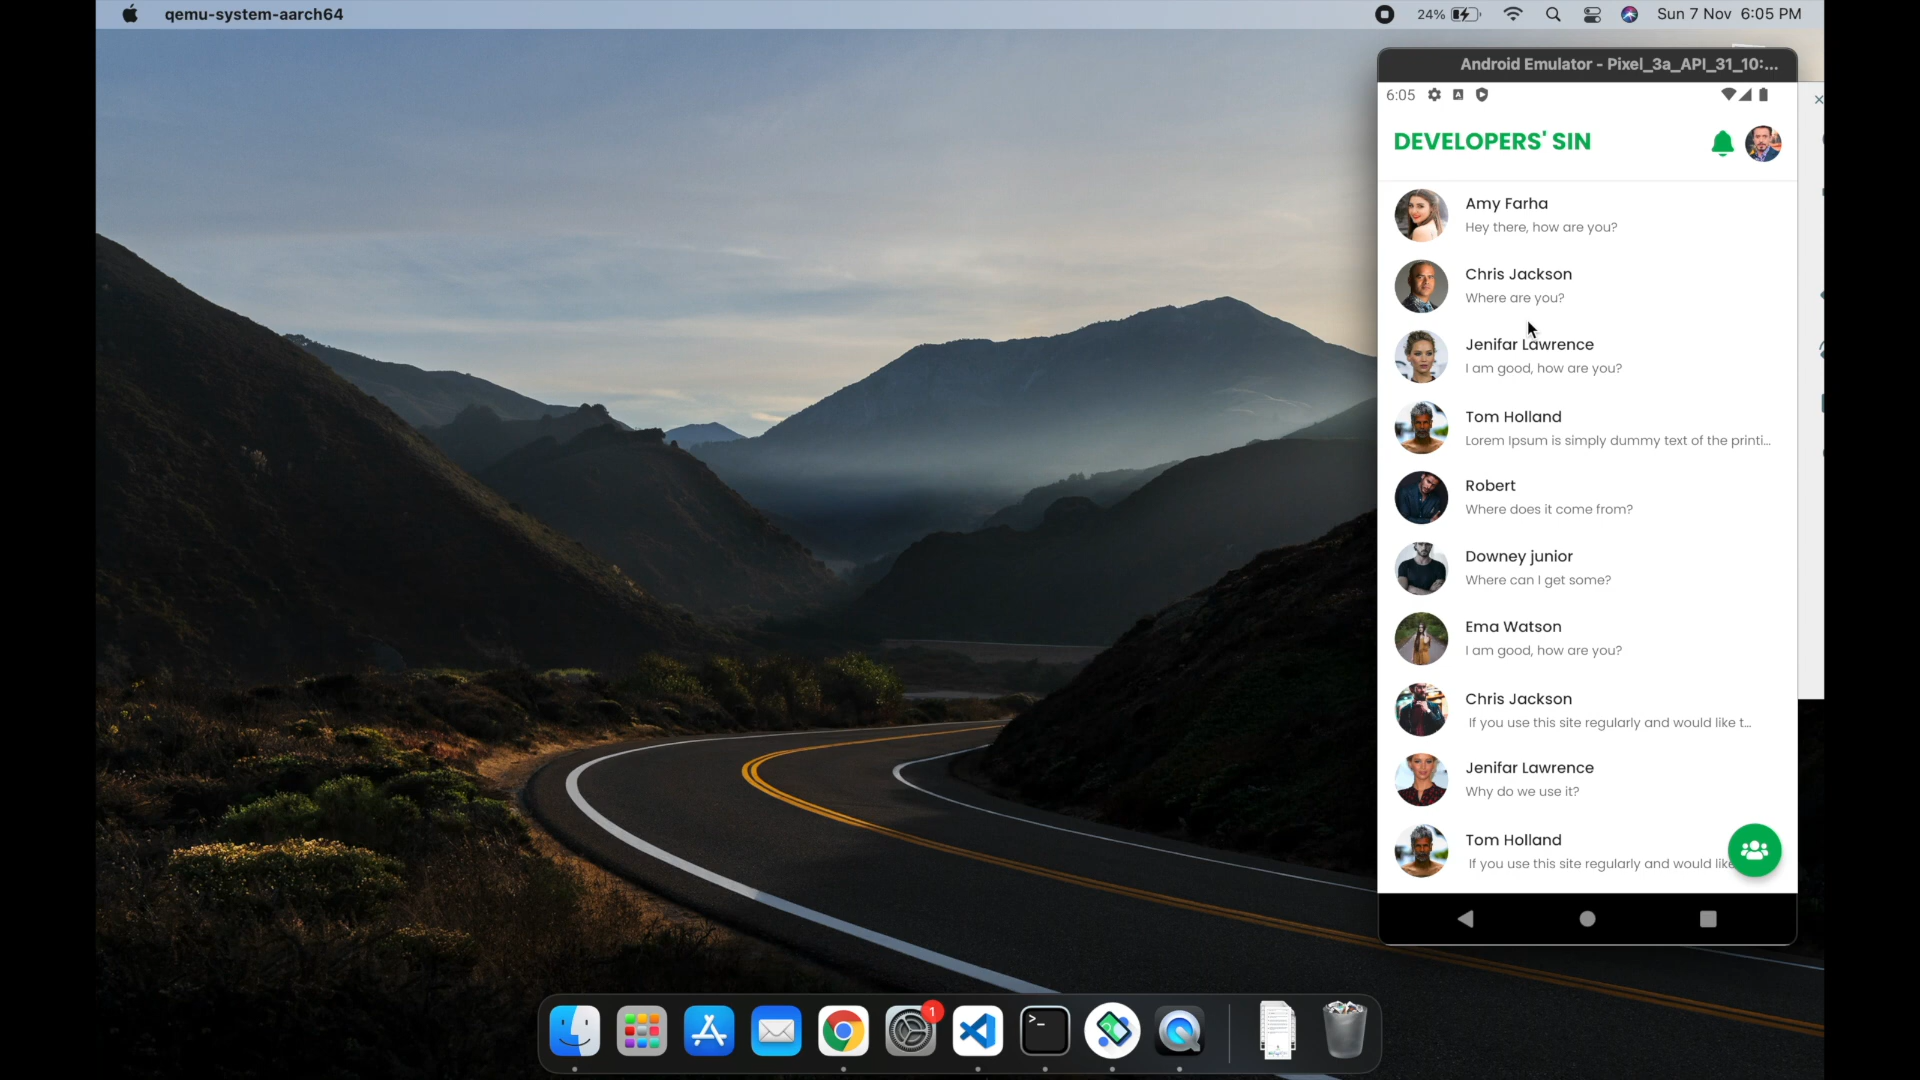 qemu-system-aarch64
24%
Sun 7 Nov 6:05 PM
Android Emulator - Pixel_3a_API_31_10:...
6:05
DEVELOPERS' SIN
Amy Farha
Hey there, how are you?
Chris Jackson
Where are you?
Jenifar Lawrence
I am good, how are you?
Tom Holland
Lorem Ipsum is simply dummy text of the printi...
Robert
Where does it come from?
Downey junior
Where can I get some?
Ema Watson
I am good, how are you?
Chris Jackson
If you use this site regularly and would like t...
Jenifar Lawrence
Why do we use it?
Tom Holland
If you use this site regularly and would like
1